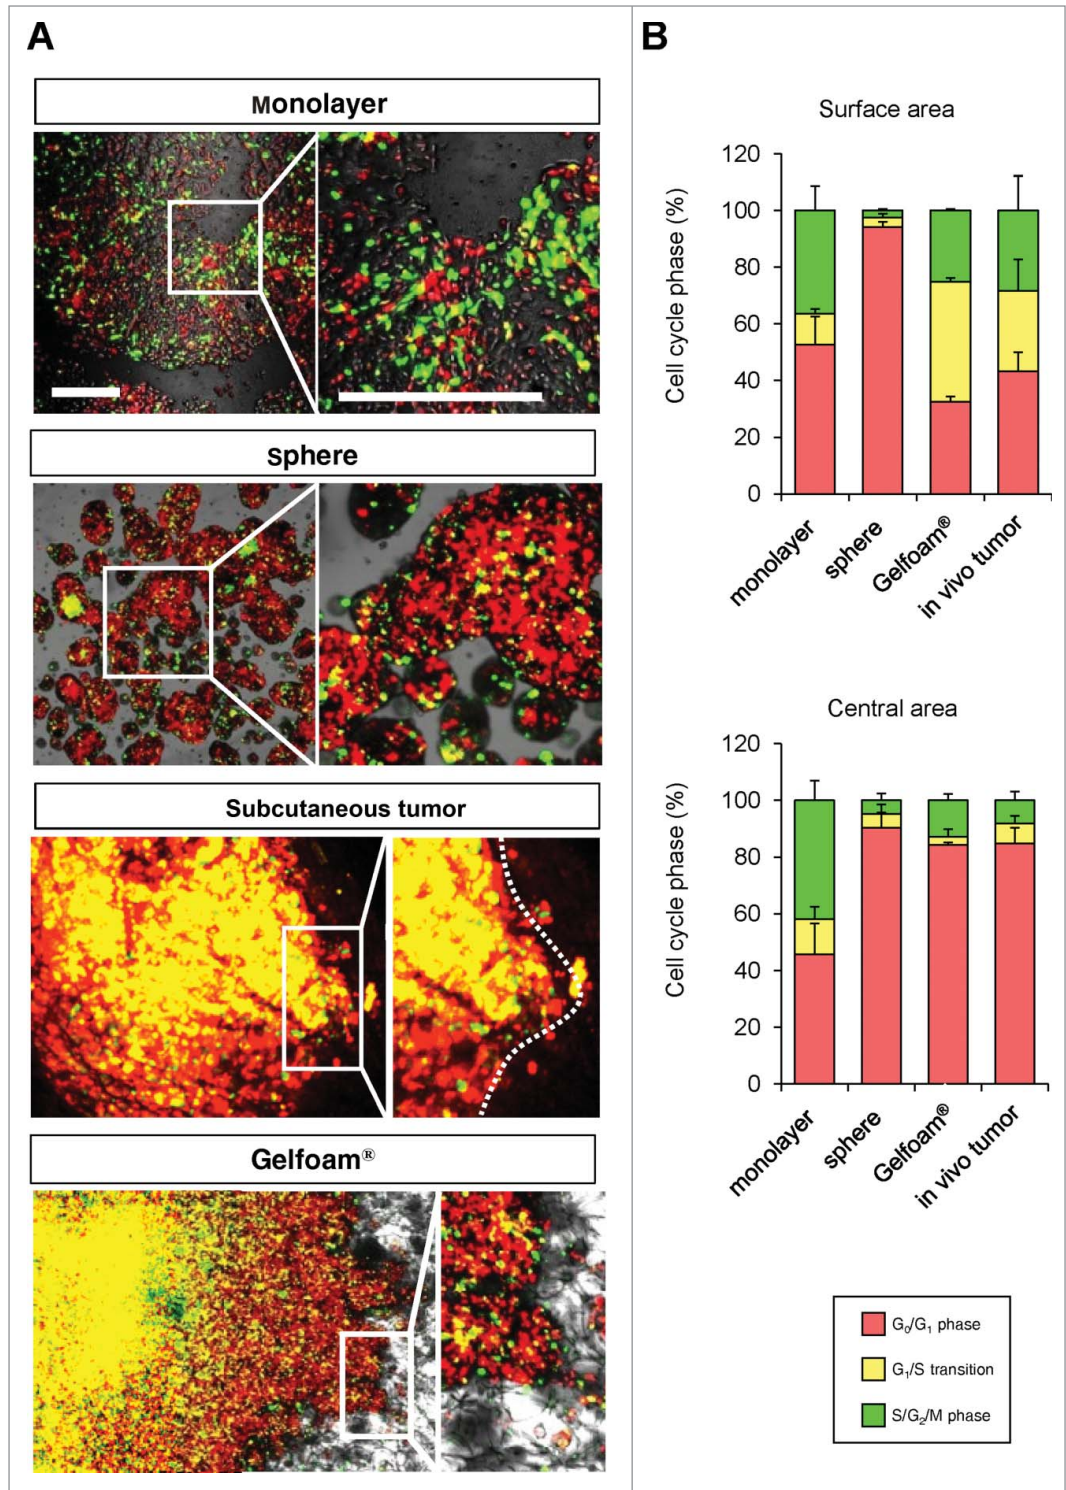 A
Monolayer
Sphere
Subcutaneous tumor
Gelfoam®
B
Surface area
Cell cycle phase (%)
120
100
80
60
40
20
0
monolayer
sphere
Gelfoam®
in vivo tumor
Central area
Cell cycle phase (%)
120
100
80
60
40
20
0
monolayer
sphere
Gelfoam®
in vivo tumor
G₀/G₁ phase
G₁/S transition
S/G₂/M phase